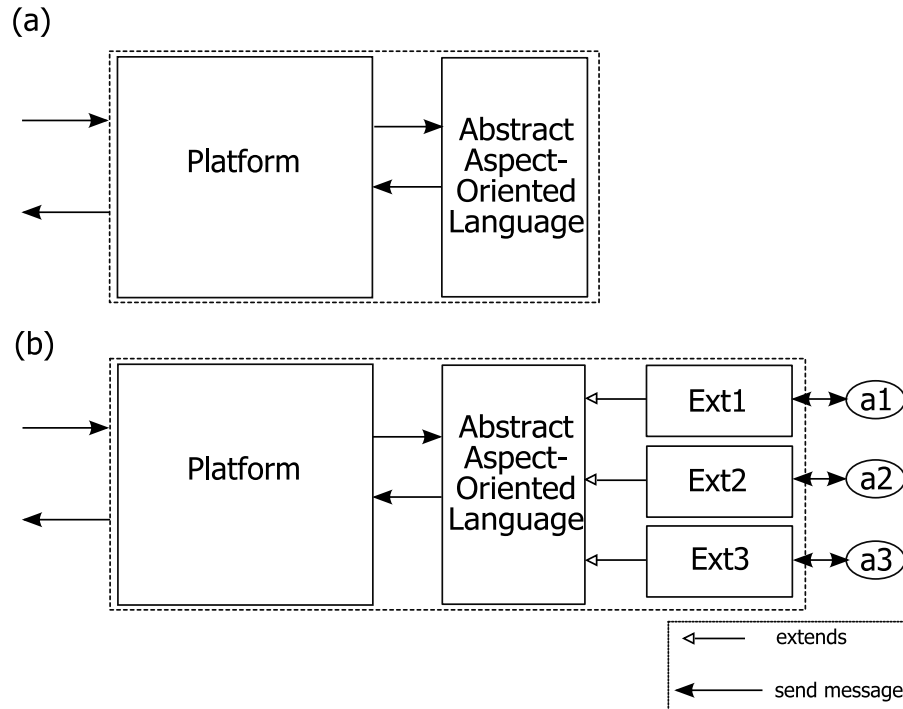 (a)
Platform
Abstract
Aspect-
Oriented
Language
(b)
Platform
Abstract
Aspect-
Oriented
Language
Ext1
a1
Ext2
a2
Ext3
a3
extends
send message